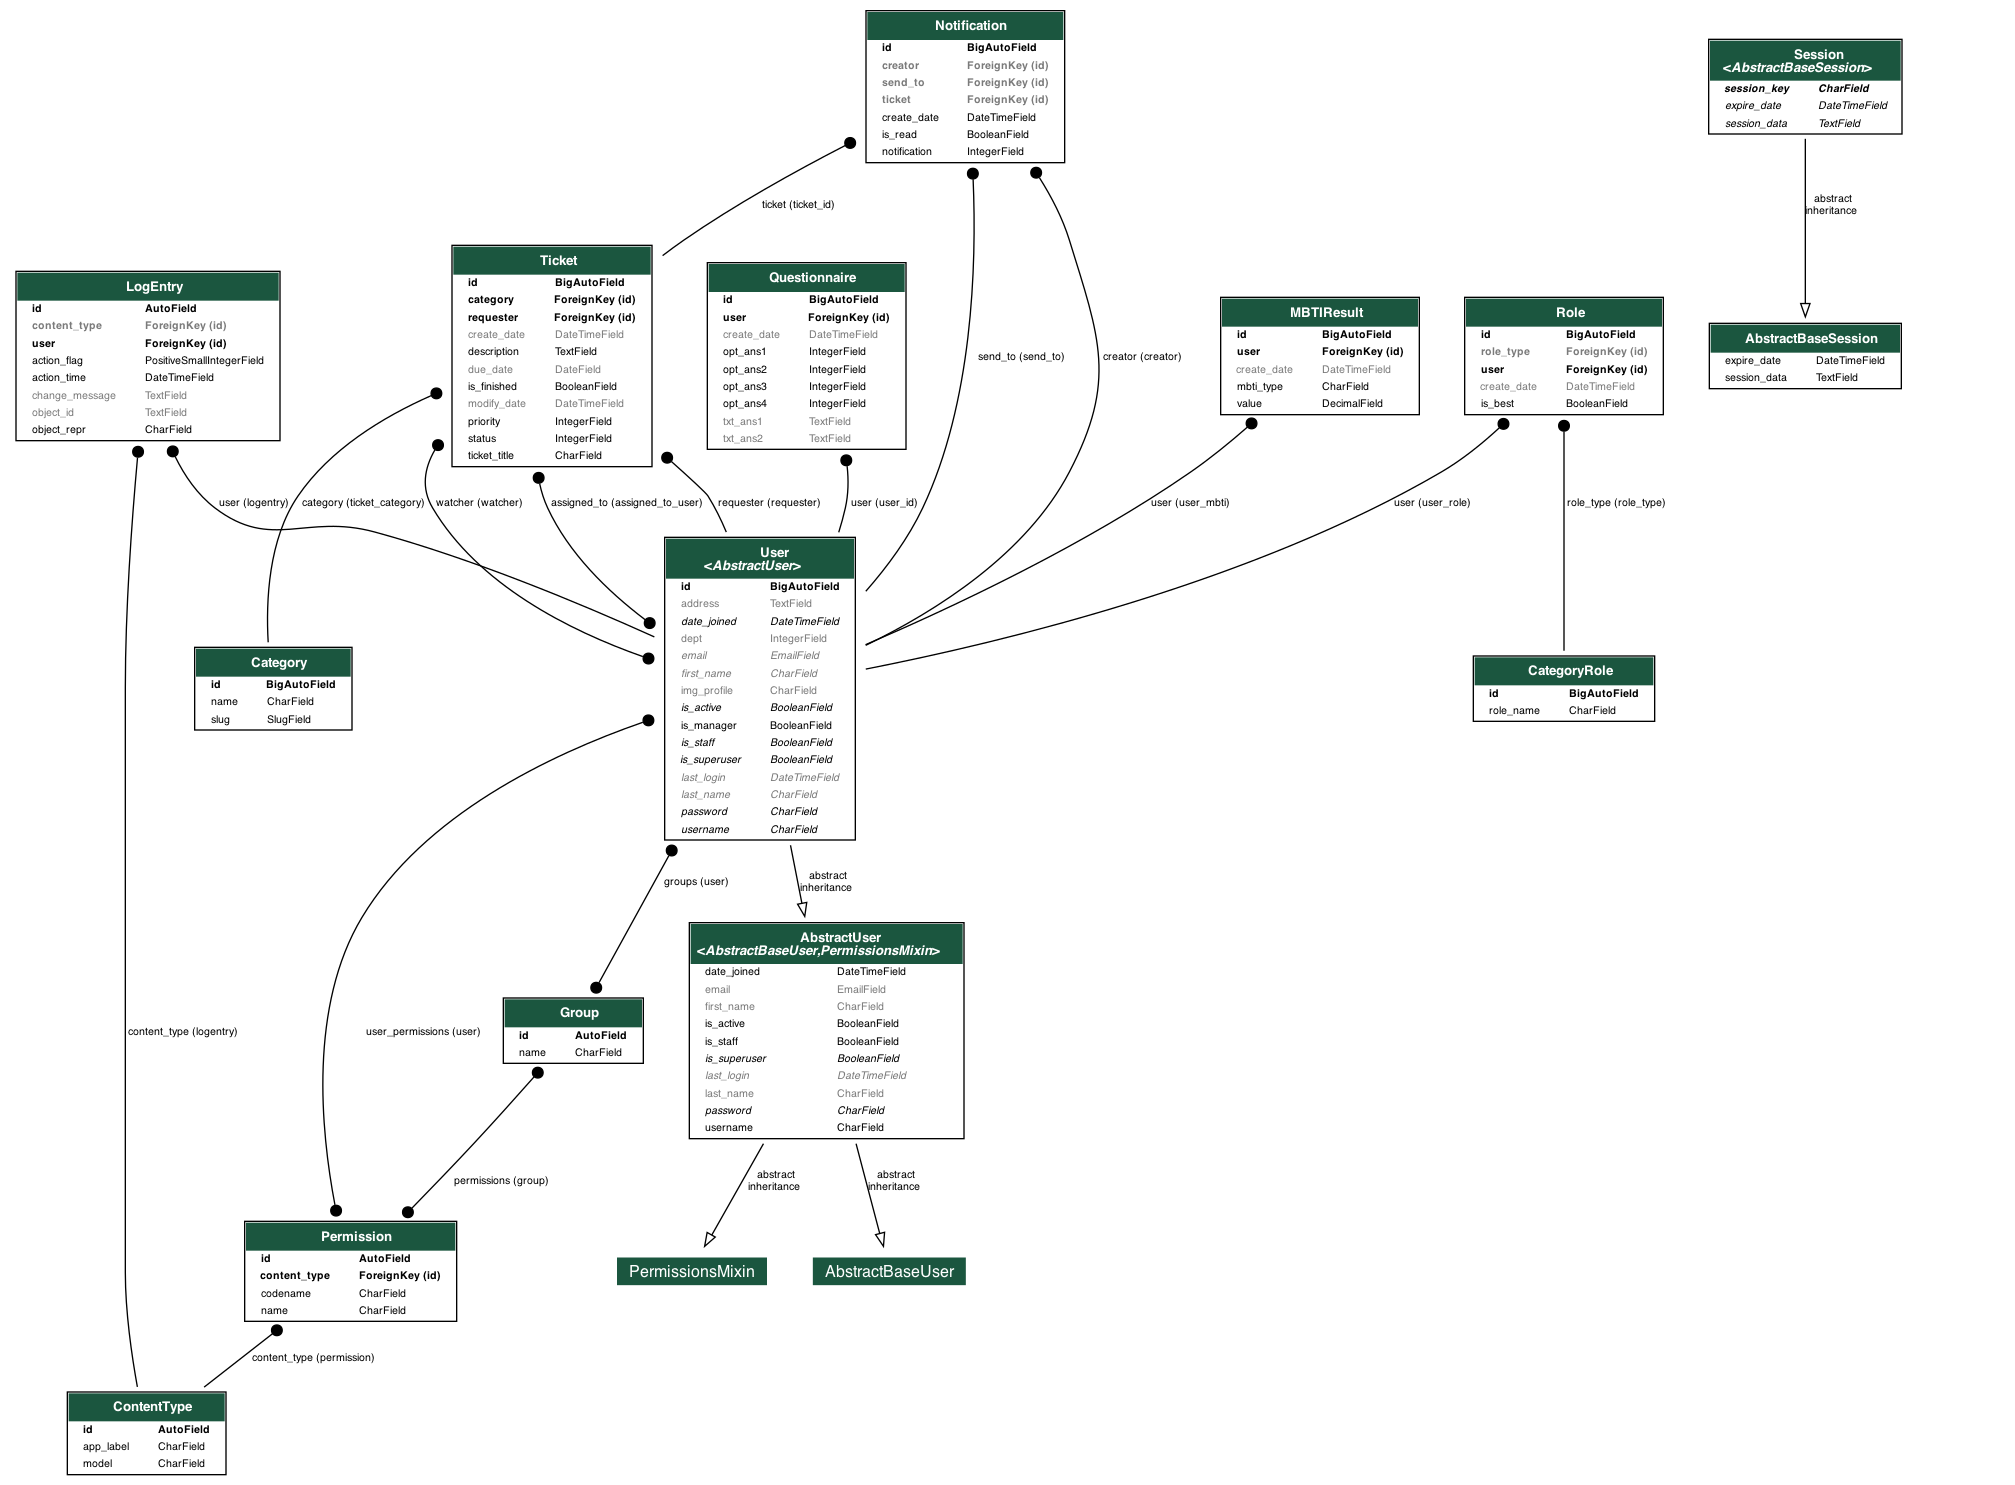 Notification
id BigAutoField
creator ForeignKey (id)
send_to ForeignKey (id)
ticket ForeignKey (id)
create_date DateTimeField
is_read BooleanField
notification IntegerField
Session
<AbstractBaseSession>
session_key CharField
expire_date DateTimeField
session_data TextField
ticket (ticket_id)
abstract
inheritance
LogEntry
id AutoField
content_type ForeignKey (id)
user ForeignKey (id)
action_flag PositiveSmallIntegerField
action_time DateTimeField
change_message TextField
object_id TextField
object_repr CharField
Ticket
id BigAutoField
category ForeignKey (id)
requester ForeignKey (id)
create_date DateTimeField
description TextField
due_date DateField
is_finished BooleanField
modify_date DateTimeField
priority IntegerField
status IntegerField
ticket_title CharField
Questionnaire
id BigAutoField
user ForeignKey (id)
create_date DateTimeField
opt_ans1 IntegerField
opt_ans2 IntegerField
opt_ans3 IntegerField
opt_ans4 IntegerField
txt_ans1 TextField
txt_ans2 TextField
send_to (send_to)
creator (creator)
MBTIResult
id BigAutoField
user ForeignKey (id)
create_date DateTimeField
mbti_type CharField
value DecimalField
Role
id BigAutoField
role_type ForeignKey (id)
user ForeignKey (id)
create_date DateTimeField
is_best BooleanField
AbstractBaseSession
expire_date DateTimeField
session_data TextField
user (logentry)
category (ticket_category)
watcher (watcher)
assigned_to (assigned_to_user)
requester (requester)
user (user_id)
user (user_mbti)
user (user_role)
role_type (role_type)
User
<AbstractUser>
id BigAutoField
address TextField
date_joined DateTimeField
dept IntegerField
email EmailField
first_name CharField
img_profile CharField
is_active BooleanField
is_manager BooleanField
is_staff BooleanField
is_superuser BooleanField
last_login DateTimeField
last_name CharField
password CharField
username CharField
Category
id BigAutoField
name CharField
slug SlugField
CategoryRole
id BigAutoField
role_name CharField
groups (user)
abstract
inheritance
AbstractUser
<AbstractBaseUser,PermissionsMixin>
date_joined DateTimeField
email EmailField
first_name CharField
is_active BooleanField
is_staff BooleanField
is_superuser BooleanField
last_login DateTimeField
last_name CharField
password CharField
username CharField
Group
id AutoField
name CharField
content_type (logentry)
user_permissions (user)
permissions (group)
abstract
inheritance
abstract
inheritance
Permission
id AutoField
content_type ForeignKey (id)
codename CharField
name CharField
PermissionsMixin
AbstractBaseUser
content_type (permission)
ContentType
id AutoField
app_label CharField
model CharField